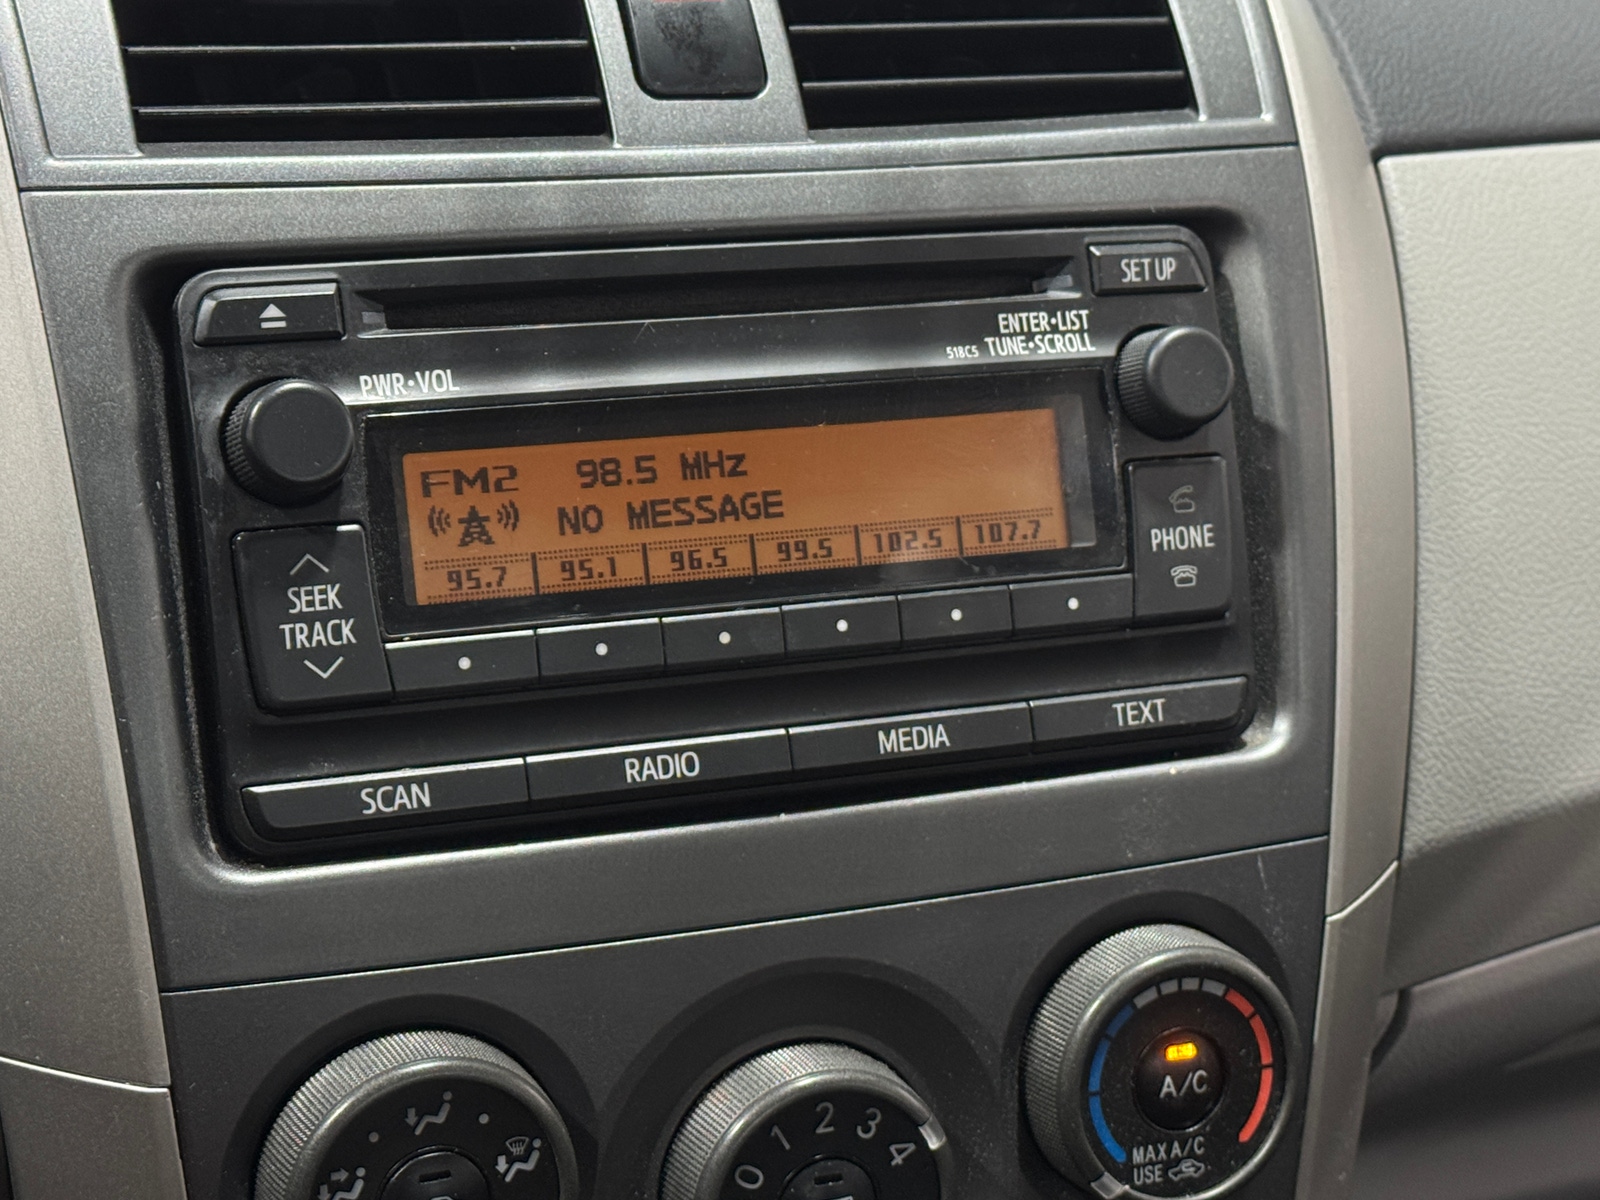 SET UP
ENTER•LIST
518C5 TUNE•SCROLL
PWR•VOL
FM2 98.5 MHz
NO MESSAGE
95.7 95.1 96.5 99.5 102.5 107.7
SEEK
TRACK
PHONE
SCAN RADIO MEDIA TEXT
0 1 2 3 4
A/C
MAX A/C
USE